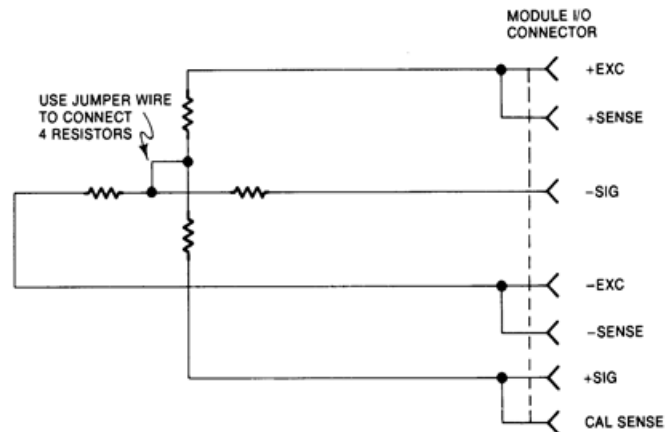 MODULE I/O
CONNECTOR
+EXC
USE JUMPER WIRE
TO CONNECT
4 RESISTORS
+SENSE
−SIG
−EXC
−SENSE
+SIG
CAL SENSE